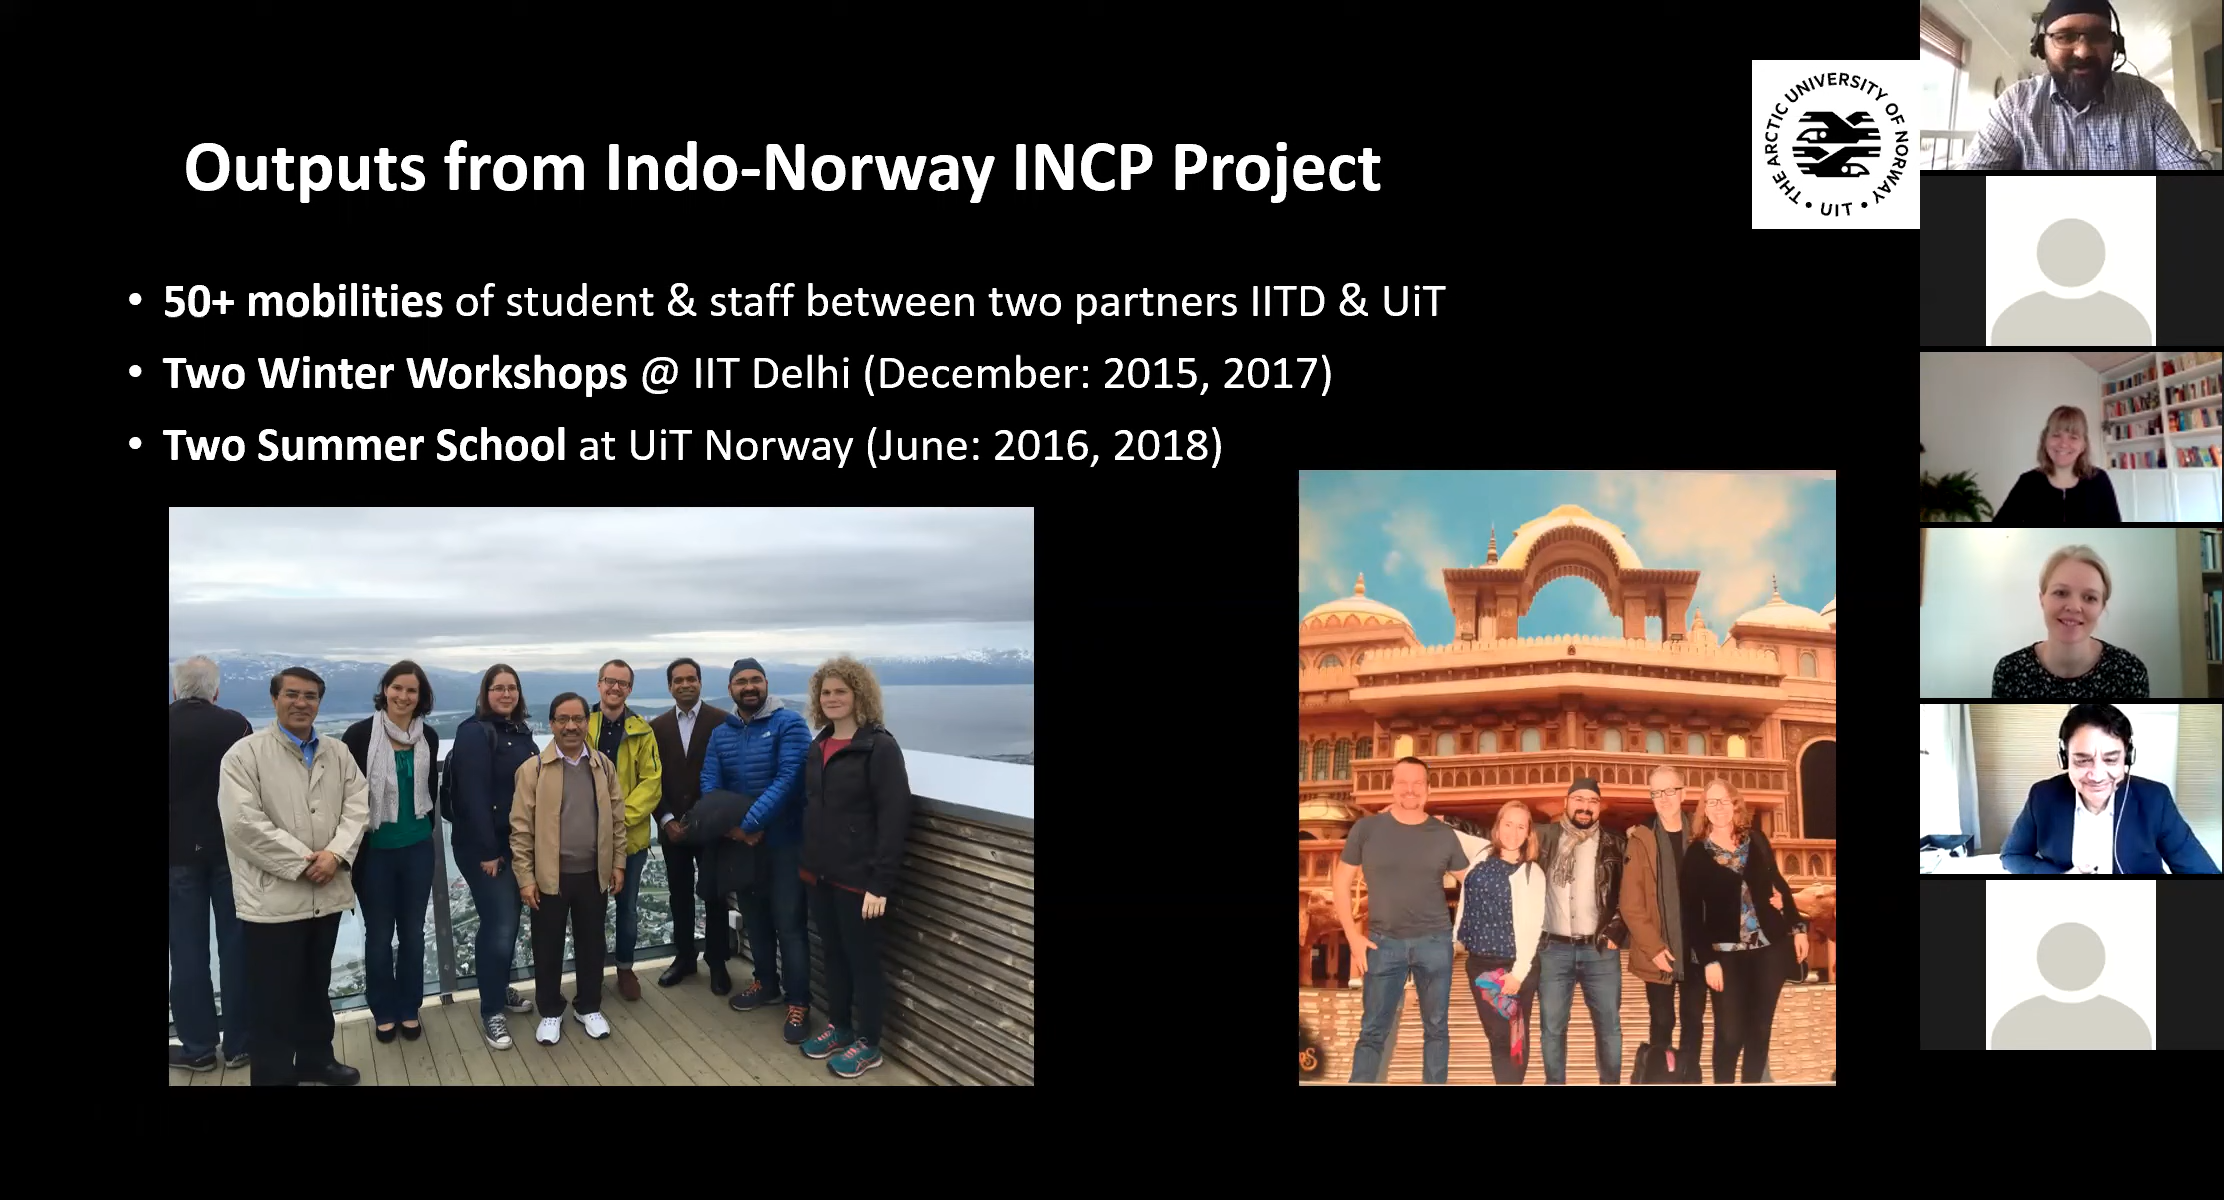 Outputs from Indo-Norway INCP Project
THE ARCTIC UNIVERSITY OF NORWAY
• UIT •
• 50+ mobilities of student & staff between two partners IITD & UiT
• Two Winter Workshops @ IIT Delhi (December: 2015, 2017)
• Two Summer School at UiT Norway (June: 2016, 2018)